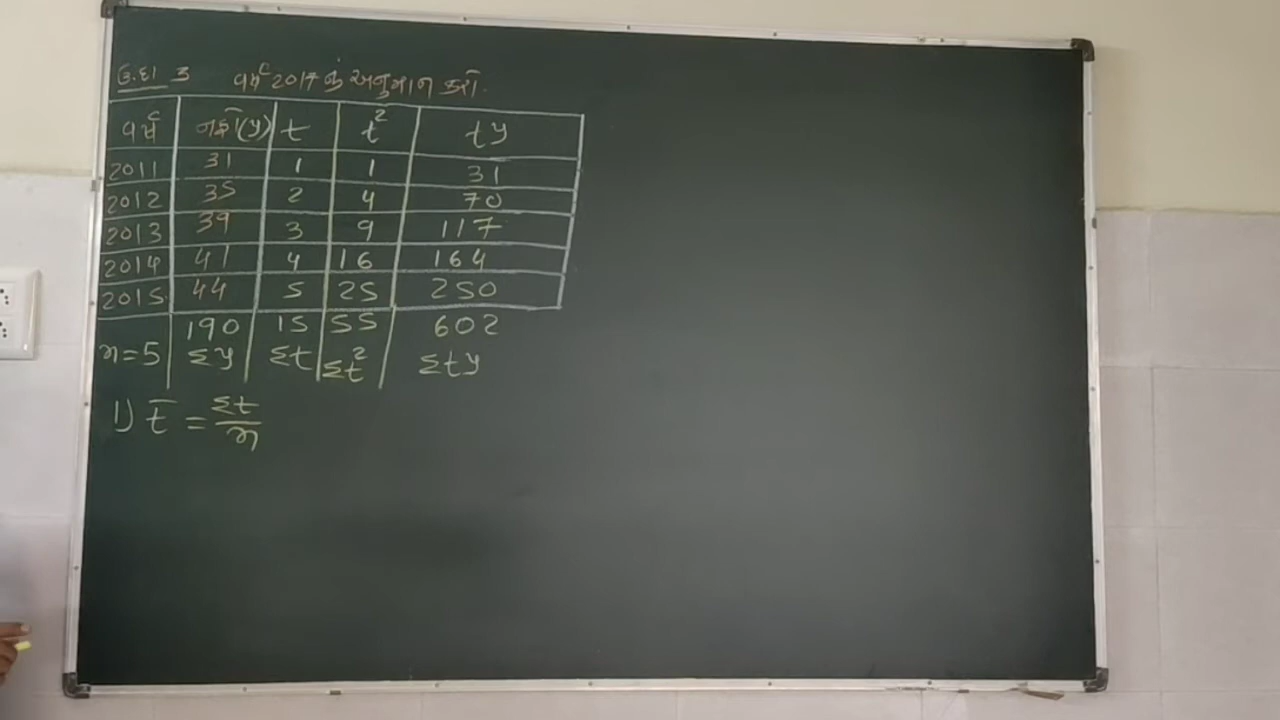 ઉ.દા 3 વર્ષ 2017 નું અનુમાન કરો.
વર્ષ નફો(y) t t² ty
2011 31 1 1 31
2012 35 2 4 70
2013 39 3 9 117
2014 41 4 16 164
2015 44 5 25 250
190 15 55 602
n=5 Σy Σt Σt² Σty
1) t̄ = Σt/n